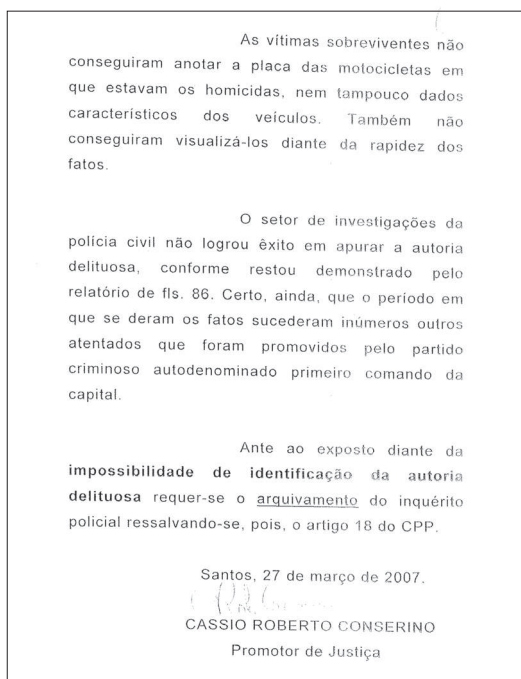 As vítimas sobreviventes não
conseguiram anotar a placa das motocicletas em
que estavam os homicidas, nem tampouco dados
característicos dos veículos. Também não
conseguiram visualizá-los diante da rapidez dos
fatos.
O setor de investigações da
polícia civil não logrou êxito em apurar a autoria
delituosa, conforme restou demonstrado pelo
relatório de fls. 86. Certo, ainda, que o período em
que se deram os fatos sucederam inúmeros outros
atentados que foram promovidos pelo partido
criminoso autodenominado primeiro comando da
capital.
Ante ao exposto diante da
impossibilidade de identificação da autoria
delituosa requer-se o arquivamento do inquérito
policial ressalvando-se, pois, o artigo 18 do CPP.
Santos, 27 de março de 2007.
CASSIO ROBERTO CONSERINO
Promotor de Justiça